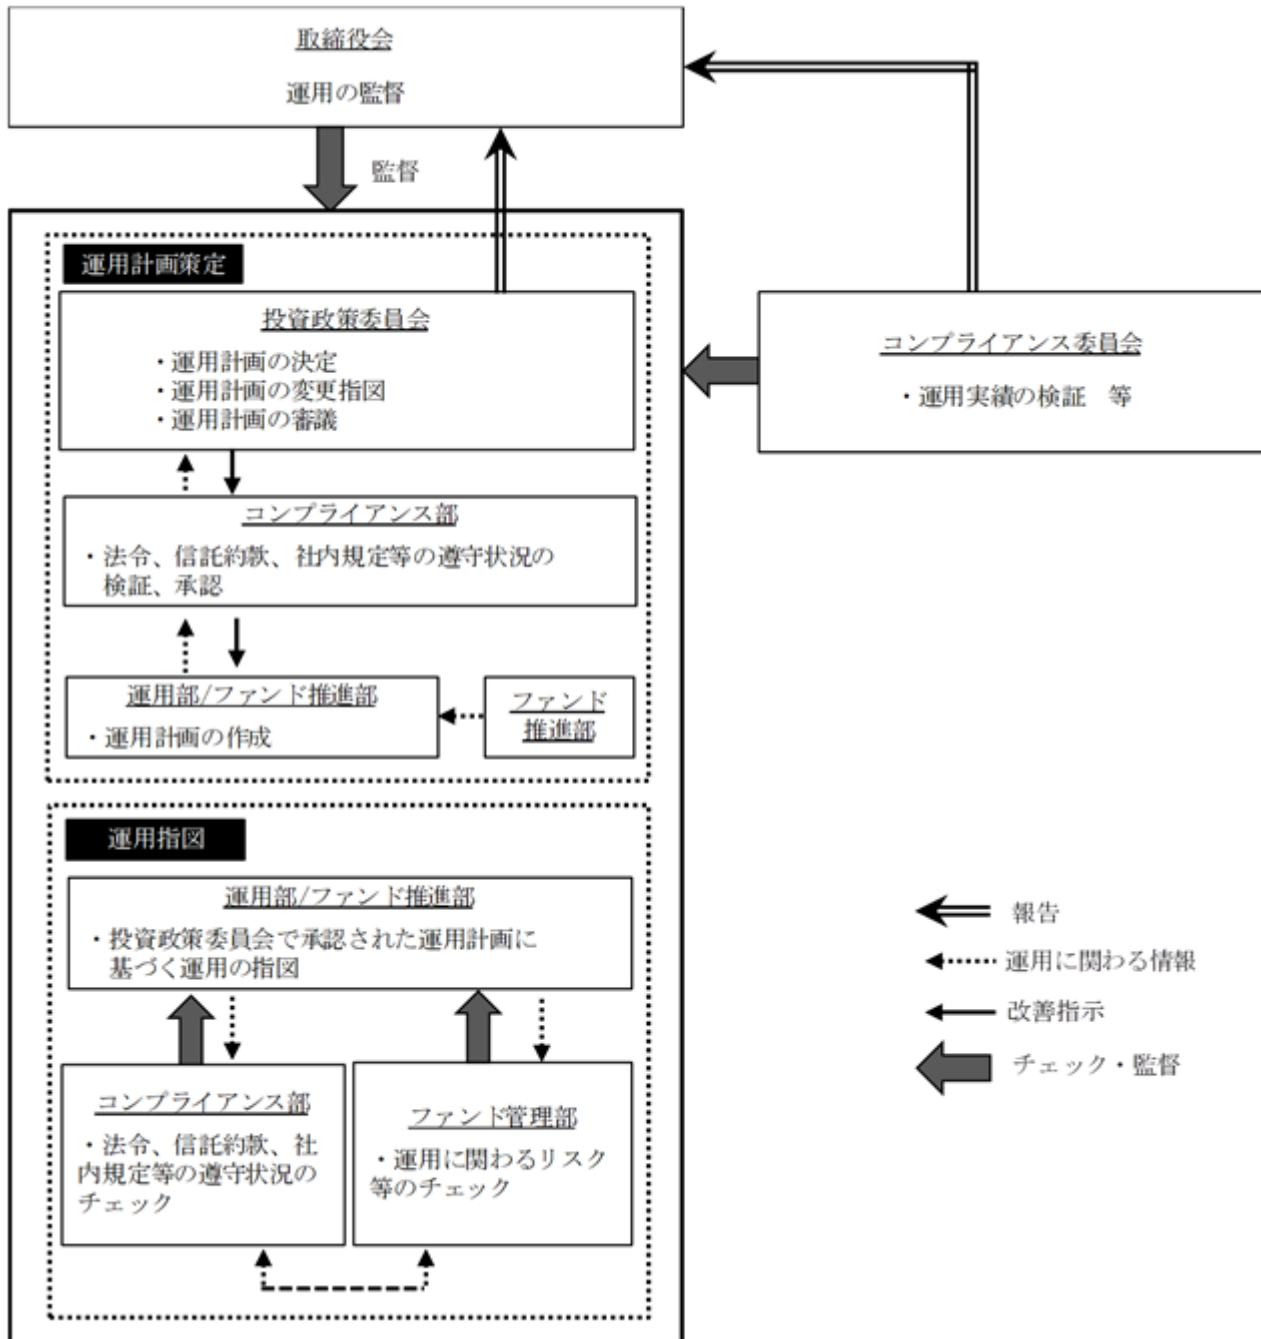 取締役会
運用の監督
監督
運用計画策定
投資政策委員会
・運用計画の決定
・運用計画の変更指図
・運用計画の審議
コンプライアンス委員会
・運用実績の検証　等
コンプライアンス部
・法令、信託約款、社内規定等の遵守状況の
検証、承認
運用部/ファンド推進部
・運用計画の作成
ファンド
推進部
運用指図
運用部/ファンド推進部
・投資政策委員会で承認された運用計画に
基づく運用の指図
コンプライアンス部
・法令、信託約款、社
内規定等の遵守状況の
チェック
ファンド管理部
・運用に関わるリスク
等のチェック
報告
運用に関わる情報
改善指示
チェック・監督